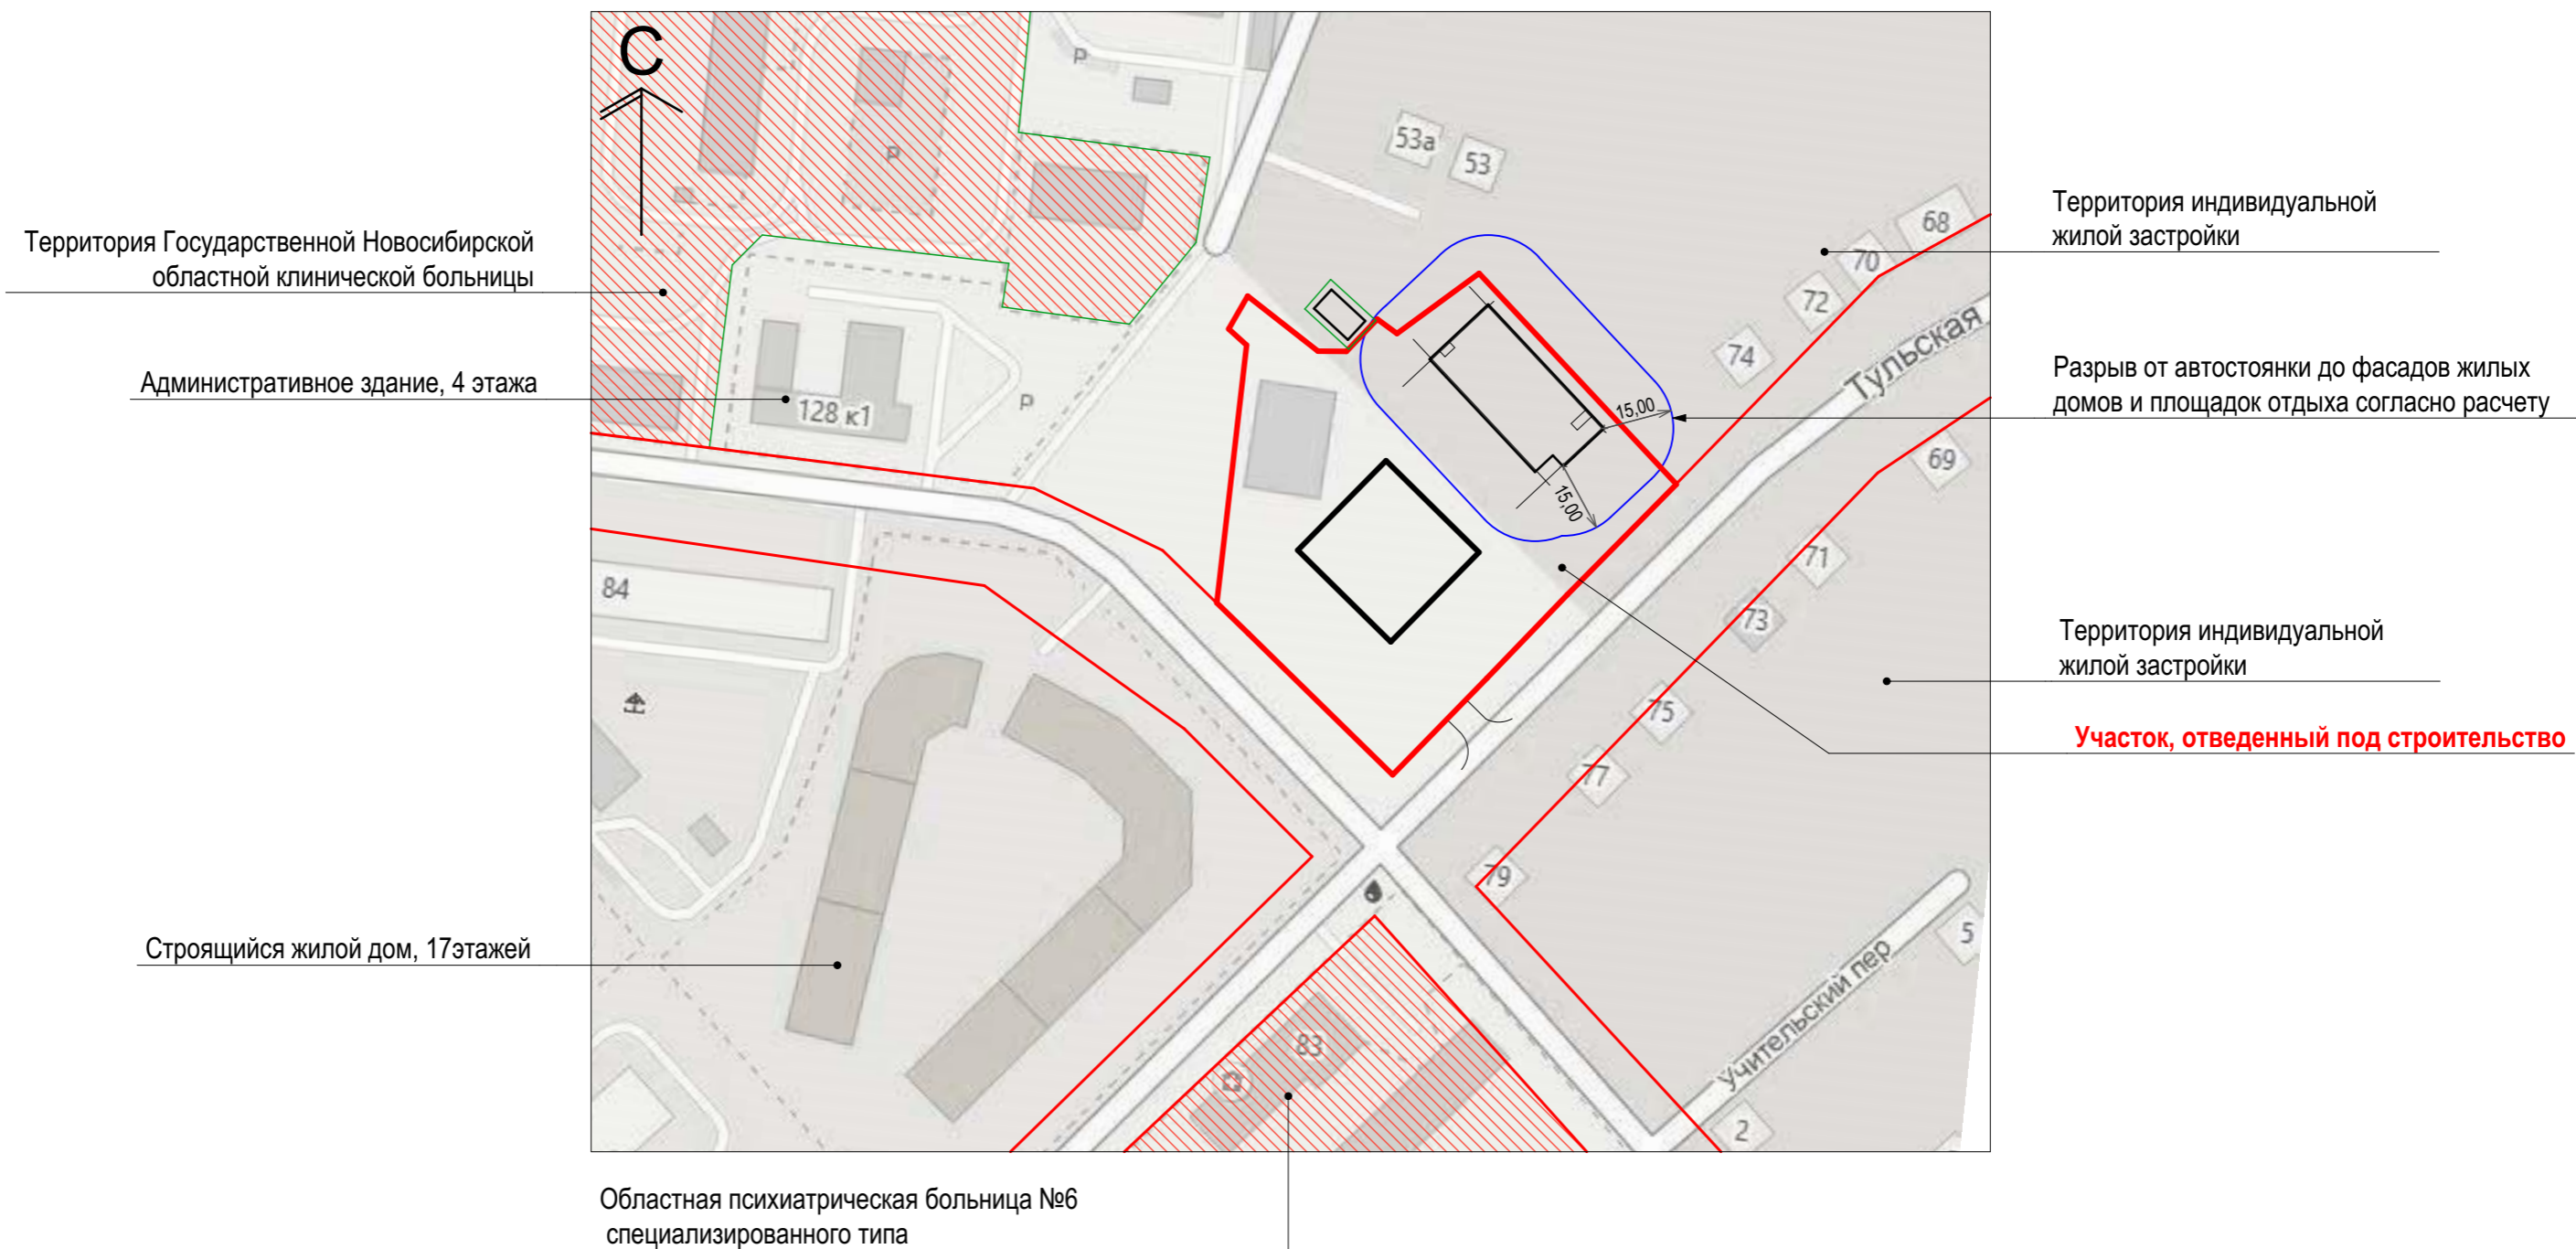 С
Р
Р
53а
53
68
70
72
74
Тульская
Территория Государственной Новосибирской
областной клинической больницы
Территория индивидуальной
жилой застройки
Административное здание, 4 этажа
128 к1
Р
15,00
15,00
Разрыв от автостоянки до фасадов жилых
домов и площадок отдыха согласно расчету
69
71
73
75
77
79
84
Территория индивидуальной
жилой застройки
Участок, отведенный под строительство
Строящийся жилой дом, 17этажей
83
Учительский пер
5
2
Областная психиатрическая больница №6
специализированного типа